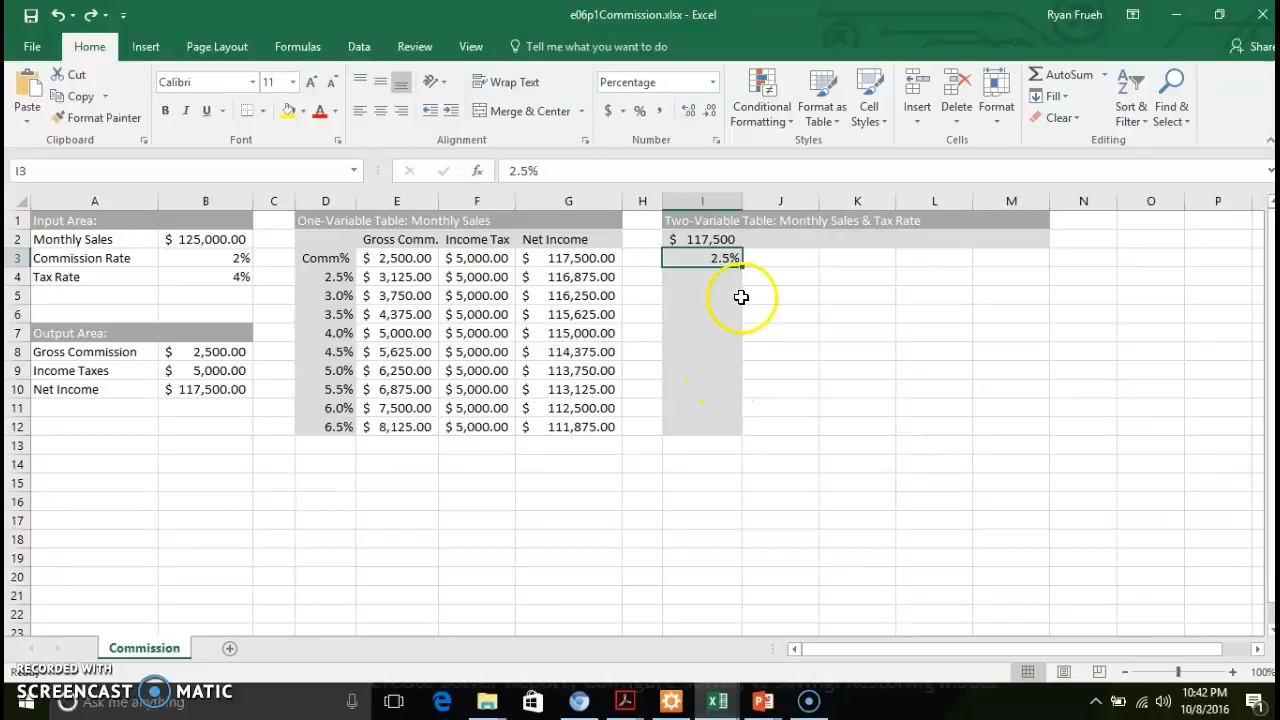 e06p1Commission.xlsx - Excel
Ryan Frueh
File Home Insert Page Layout Formulas Data Review View Tell me what you want to do Share
Paste Cut Copy Format Painter
Calibri 11
B I U A A A
Wrap Text
Merge & Center
Percentage
$ % ,
Conditional Formatting Format as Table Cell Styles
Insert Delete Format
AutoSum Fill Clear
Sort & Filter Find & Select
Clipboard Font Alignment Number Styles Cells Editing
I3 fx 2.5%
A B C D E F G H I J K L M N O P
1 Input Area: One-Variable Table: Monthly Sales Two-Variable Table: Monthly Sales & Tax Rate
2 Monthly Sales $ 125,000.00 Gross Comm. Income Tax Net Income $ 117,500
3 Commission Rate 2% Comm% $ 2,500.00 $ 5,000.00 $ 117,500.00 2.5%
4 Tax Rate 4% 2.5% $ 3,125.00 $ 5,000.00 $ 116,875.00
5 3.0% $ 3,750.00 $ 5,000.00 $ 116,250.00
6 3.5% $ 4,375.00 $ 5,000.00 $ 115,625.00
7 Output Area: 4.0% $ 5,000.00 $ 5,000.00 $ 115,000.00
8 Gross Commission $ 2,500.00 4.5% $ 5,625.00 $ 5,000.00 $ 114,375.00
9 Income Taxes $ 5,000.00 5.0% $ 6,250.00 $ 5,000.00 $ 113,750.00
10 Net Income $ 117,500.00 5.5% $ 6,875.00 $ 5,000.00 $ 113,125.00
11 6.0% $ 7,500.00 $ 5,000.00 $ 112,500.00
12 6.5% $ 8,125.00 $ 5,000.00 $ 111,875.00
13
14
15
16
17
18
19
20
21
22
23
Commission
100%
RECORDED WITH
SCREENCAST MATIC
Ask me anything
10:42 PM
10/8/2016